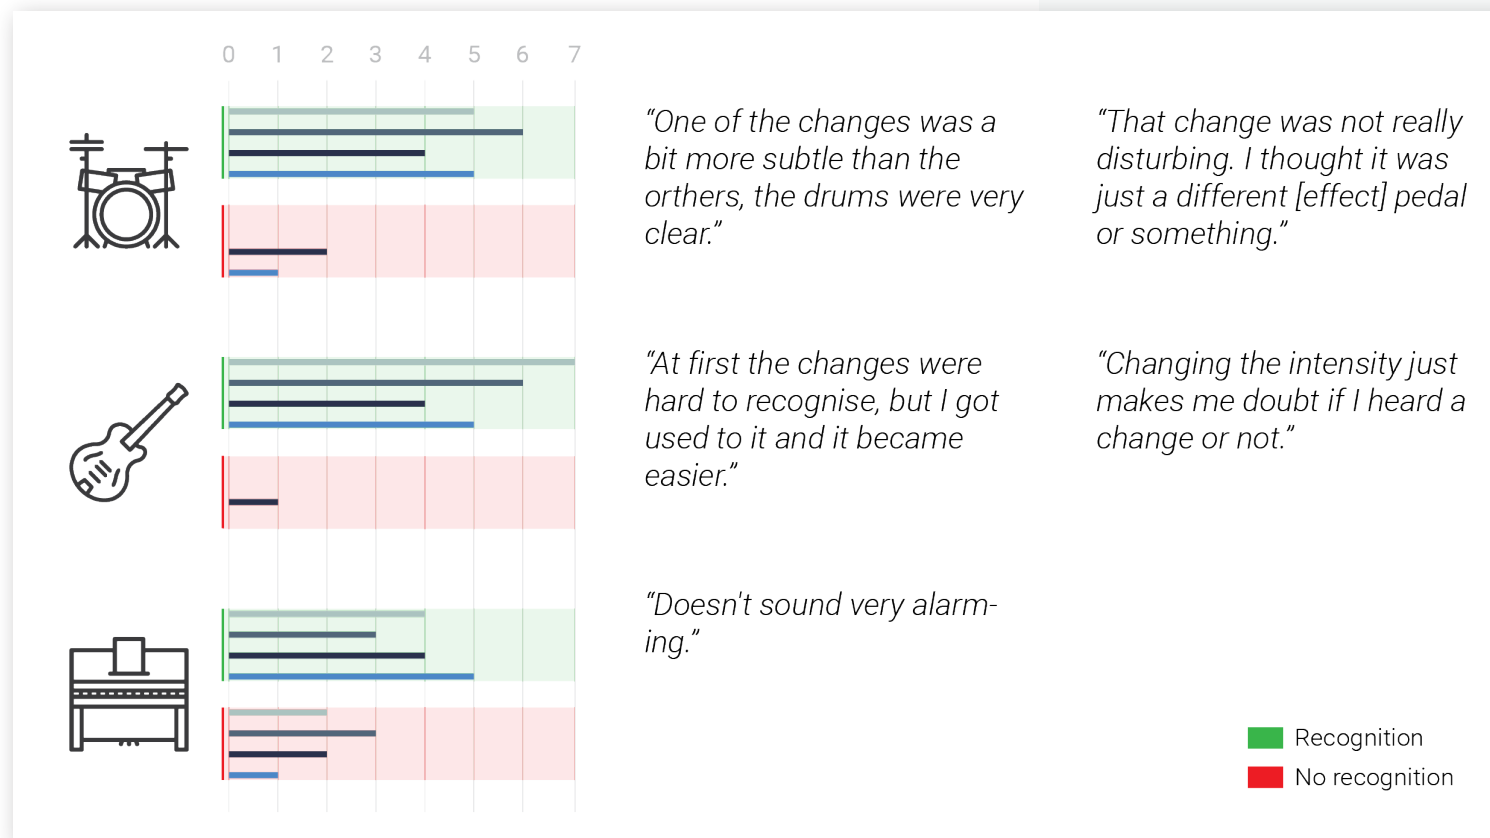 0 1 2 3 4 5 6 7
“One of the changes was a
bit more subtle than the
orthers, the drums were very
clear.”
“That change was not really
disturbing. I thought it was
just a different [effect] pedal
or something.”
“At first the changes were
hard to recognise, but I got
used to it and it became
easier.”
“Changing the intensity just
makes me doubt if I heard a
change or not.”
“Doesn't sound very alarm-
ing.”
Recognition
No recognition